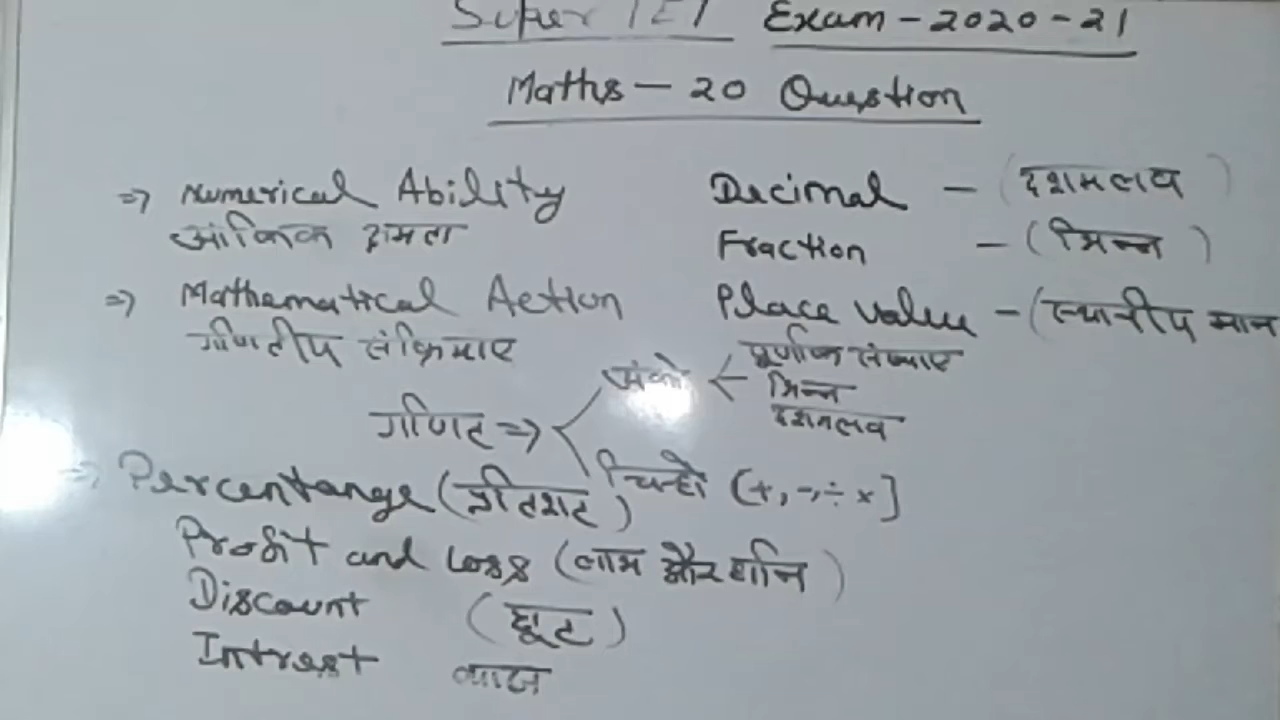 Super TET Exam - 2020-21
Maths - 20 Question
⇒ Numerical Ability
आंकिक क्षमता
Decimal - (दशमलव)
Fraction - (भिन्न)
⇒ Mathematical Action
गणितीय संक्रियाए
Place value - (स्थानीय मान
गणित ⇒ अंको < पूर्णांक संख्याए
भिन्न
दशमलव
चिन्हो (+, -, ÷ ×]
⇒ Percentange (प्रतिशत)
Profit and Loss (लाभ और हानि)
Discount (छूट)
Intrest ब्याज